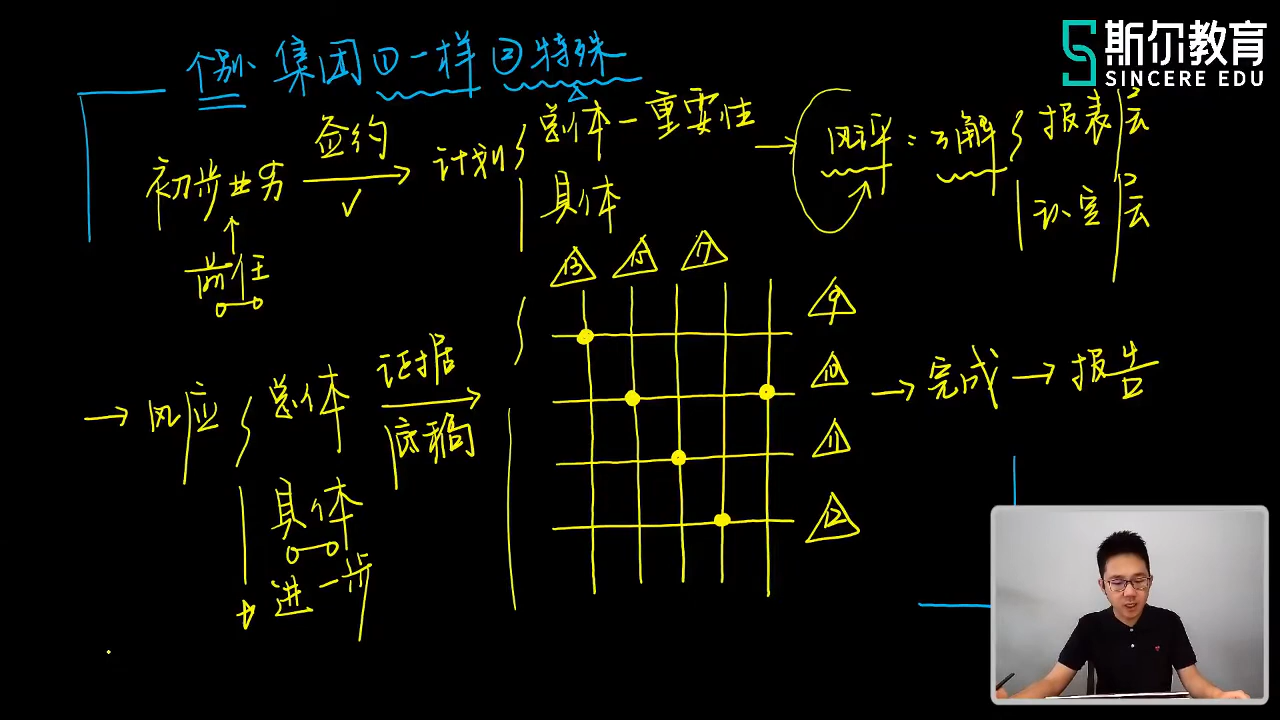 斯尔教育
SINCERE EDU
个别 集团 ①一样 ②特殊
初步业务
签约
✓
前任
计划
总体—重要性
具体
→ 风评：了解
报表层
认定层
⑬ ⑮ ⑰
⑨
⑩
⑪
⑫
→ 风应
总体
具体
进一步
证据
底稿
→ 完成 → 报告